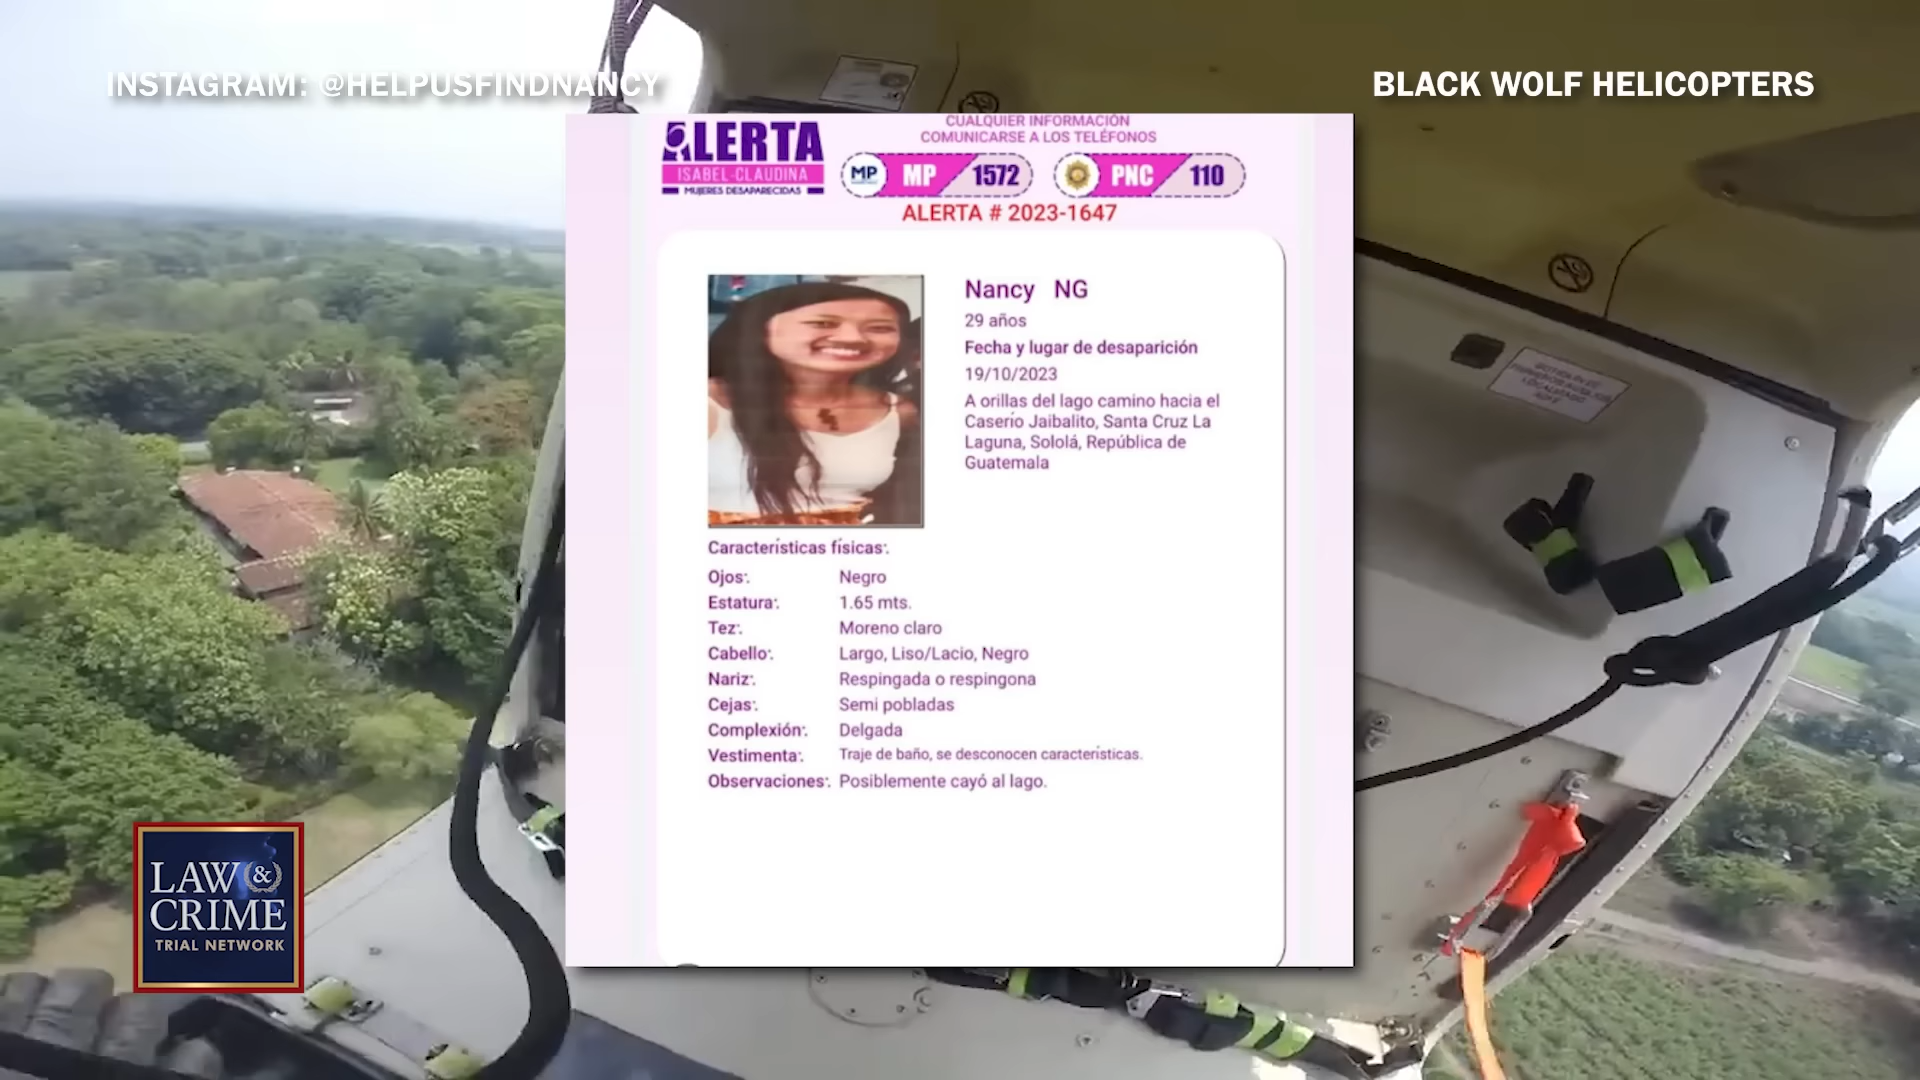 INSTAGRAM: @HELPUSFINDNANCY
BLACK WOLF HELICOPTERS
ALERTA
ISABEL-CLAUDINA
MUJERES DESAPARECIDAS
CUALQUIER INFORMACIÓN
COMUNICARSE A LOS TELÉFONOS
MP MP 1572
PNC 110
ALERTA # 2023-1647
Nancy NG
29 años
Fecha y lugar de desaparición
19/10/2023
A orillas del lago camino hacia el
Caserío Jaibalito, Santa Cruz La
Laguna, Sololá, República de
Guatemala
Características físicas:
Ojos: Negro
Estatura: 1.65 mts.
Tez: Moreno claro
Cabello: Largo, Liso/Lacio, Negro
Nariz: Respingada o respingona
Cejas: Semi pobladas
Complexión: Delgada
Vestimenta: Traje de baño, se desconocen características.
Observaciones: Posiblemente cayó al lago.
LAW &
CRIME
TRIAL NETWORK